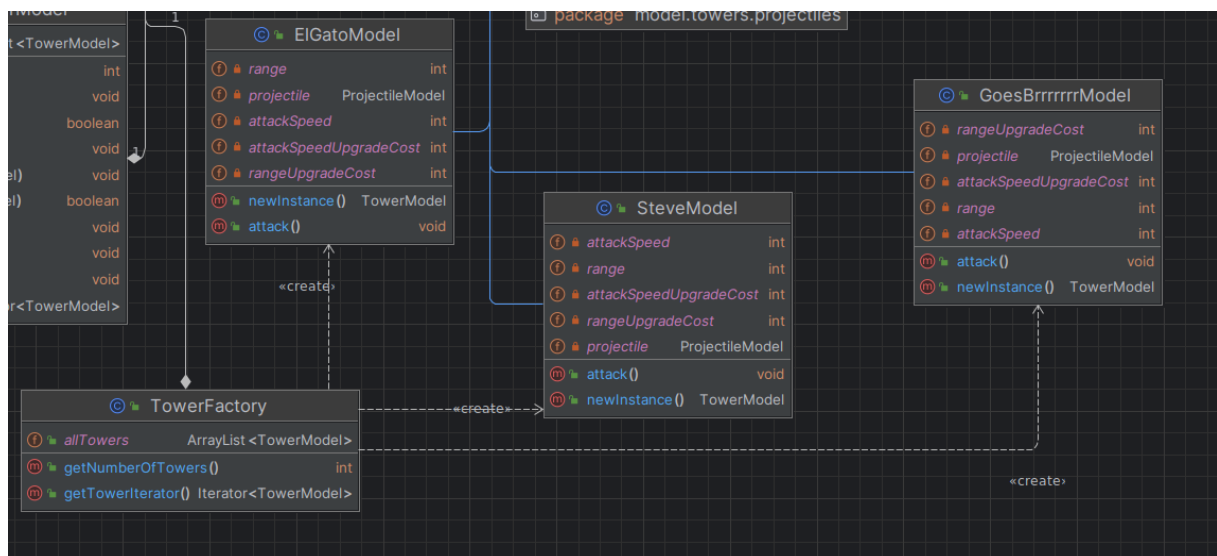 1
package model.towers.projectiles
<TowerModel>
int
void
boolean
void
1
void
boolean
void
void
void
<TowerModel>
ElGatoModel
range int
projectile ProjectileModel
attackSpeed int
attackSpeedUpgradeCost int
rangeUpgradeCost int
newInstance() TowerModel
attack() void
GoesBrrrrrrrModel
rangeUpgradeCost int
projectile ProjectileModel
attackSpeedUpgradeCost int
range int
attackSpeed int
attack() void
newInstance() TowerModel
SteveModel
attackSpeed int
range int
attackSpeedUpgradeCost int
rangeUpgradeCost int
projectile ProjectileModel
attack() void
newInstance() TowerModel
«create»
«create»
«create»
TowerFactory
allTowers ArrayList<TowerModel>
getNumberOfTowers() int
getTowerIterator() Iterator<TowerModel>